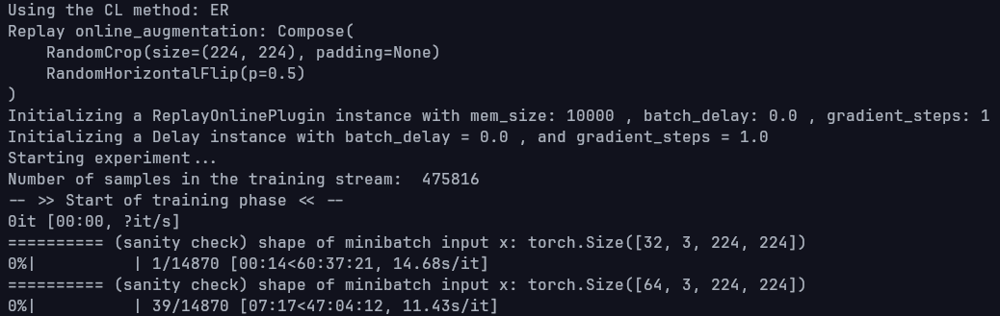 Using the CL method: ER
Replay online_augmentation: Compose(
    RandomCrop(size=(224, 224), padding=None)
    RandomHorizontalFlip(p=0.5)
)
Initializing a ReplayOnlinePlugin instance with mem_size: 10000 , batch_delay: 0.0 , gradient_steps: 1
Initializing a Delay instance with batch_delay = 0.0 , and gradient_steps = 1.0
Starting experiment...
Number of samples in the training stream:  475816
-- >> Start of training phase << --
0it [00:00, ?it/s]
========== (sanity check) shape of minibatch input x: torch.Size([32, 3, 224, 224])
0%|          | 1/14870 [00:14<60:37:21, 14.68s/it]
========== (sanity check) shape of minibatch input x: torch.Size([64, 3, 224, 224])
0%|          | 39/14870 [07:17<47:04:12, 11.43s/it]